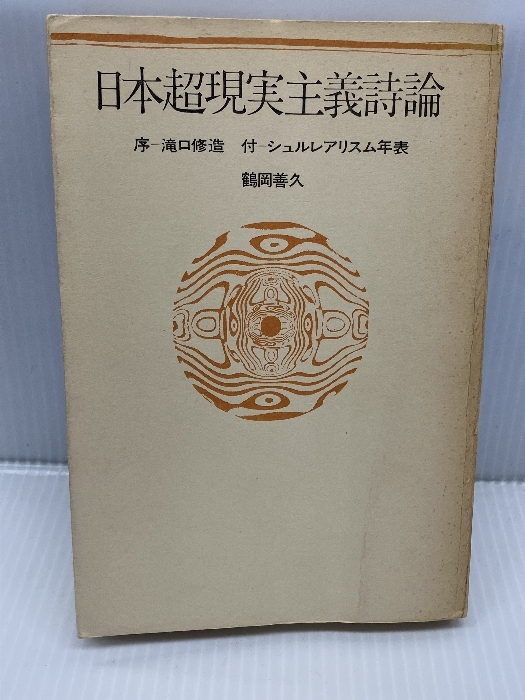 日本超現実主義詩論
序－滝口修造　付－シュルレアリスム年表
鶴岡善久